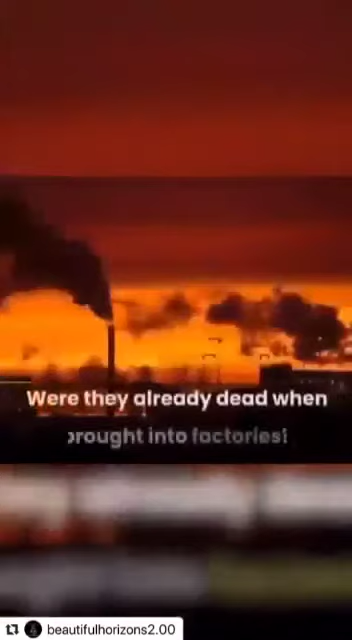 Were they already dead when
brought into factories?
beautifulhorizons2.00